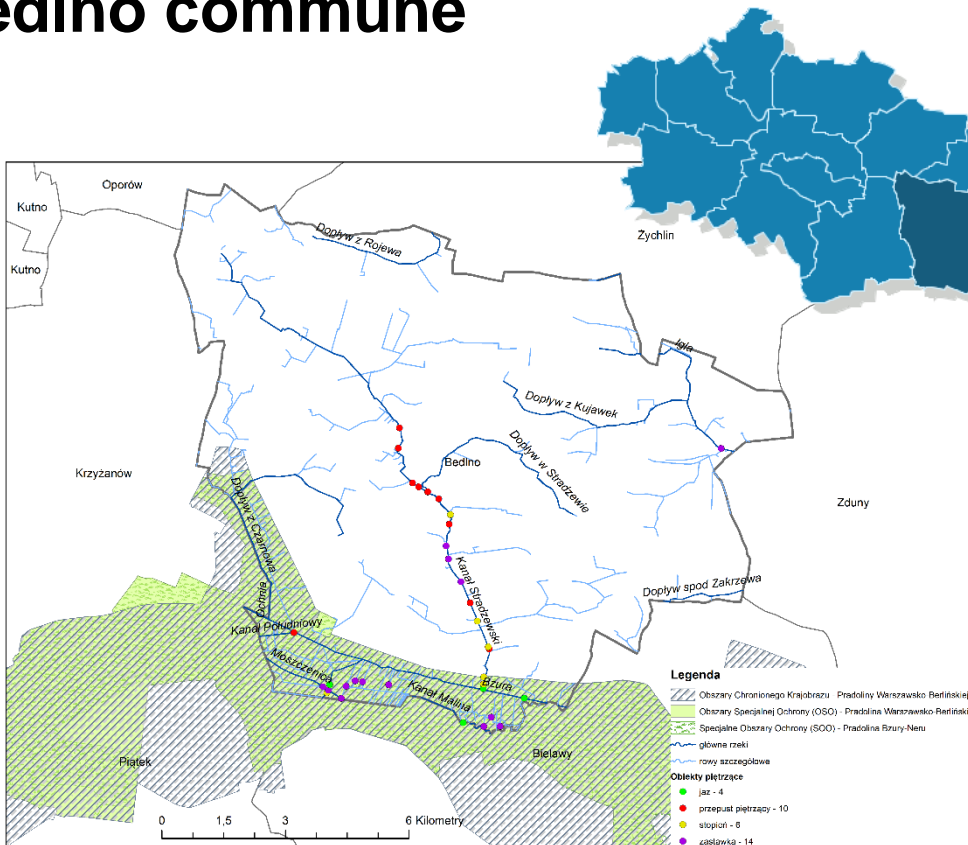 edlno commune
Oporów
Kutno
Kutno
Żychlin
Dopływ z Rojewa
Igla
Dopływ z Kujawek
Bedlno
Dopływ w Stradzewie
Krzyżanów
Zduny
Dopływ z Czarnowa
Ochnia
Kanał Stradzewski
Dopływ spod Zakrzewa
Kanał Południowy
Moszczenica
Bzura
Kanał Malina
Bielawy
Piątek
0 1,5 3 6 Kilometry
Legenda
Obszary Chronionego Krajobrazu - Pradoliny Warszawsko Berlińskiej
Obszary Specjalnej Ochrony (OSO) - Pradolina Warszawsko-Berlińsk
Specjalne Obszary Ochrony (SOO) - Pradolina Bzury-Neru
główne rzeki
rowy szczegółowe
Obiekty piętrzące
jaz - 4
przepust piętrzący - 10
stopień - 6
zastawka - 14